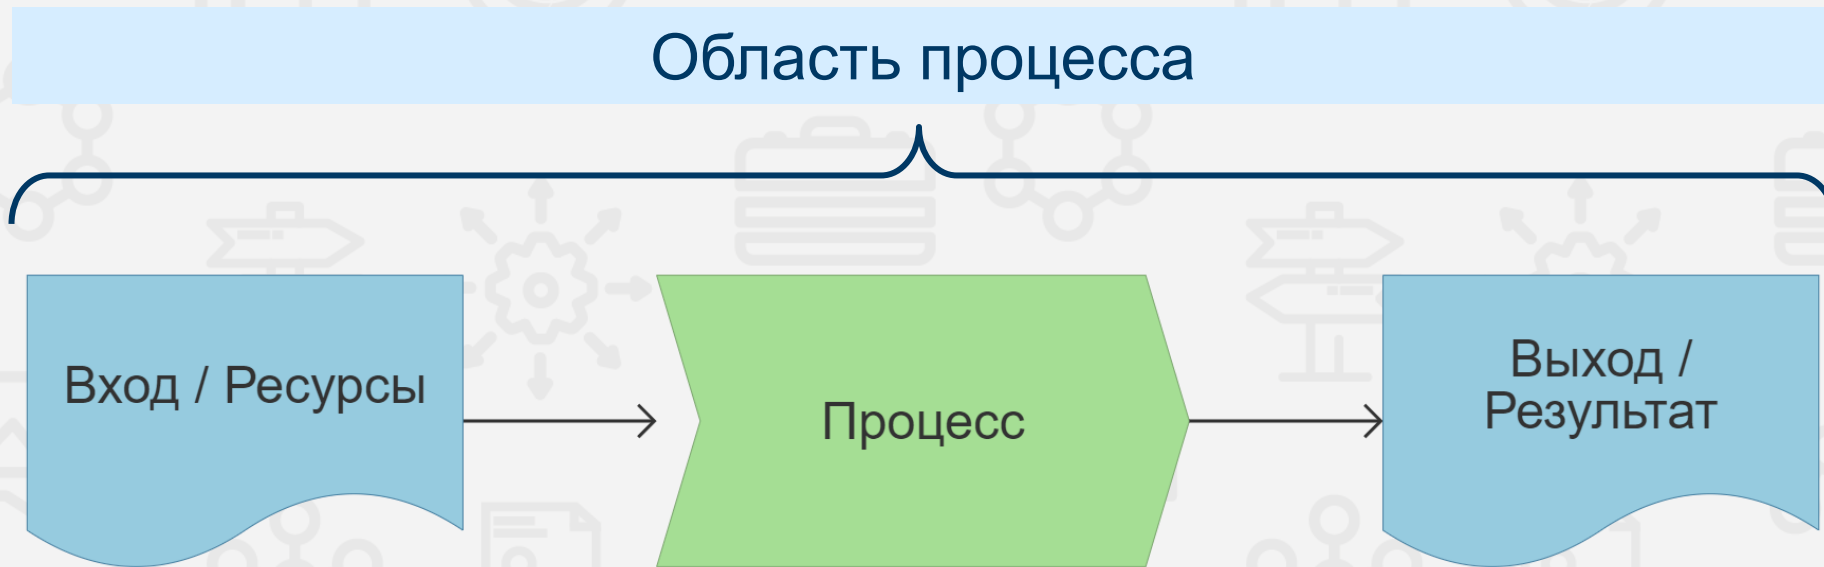 Область процесса
Вход / Ресурсы
Процесс
Выход /
Результат